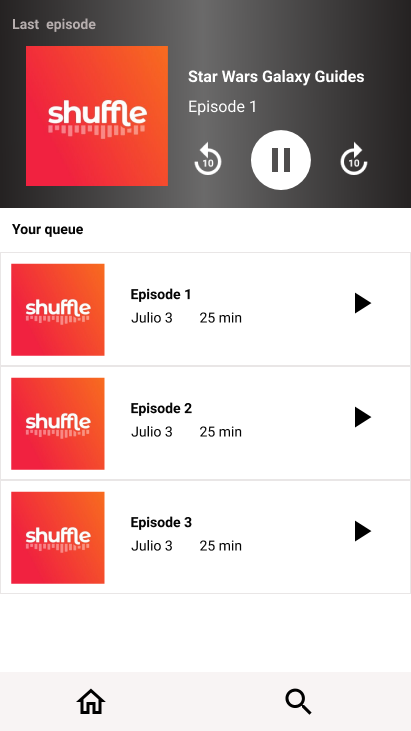 Last episode
shuffle
Star Wars Galaxy Guides
Episode 1
10
10
Your queue
shuffle
Episode 1
Julio 3 25 min
shuffle
Episode 2
Julio 3 25 min
shuffle
Episode 3
Julio 3 25 min